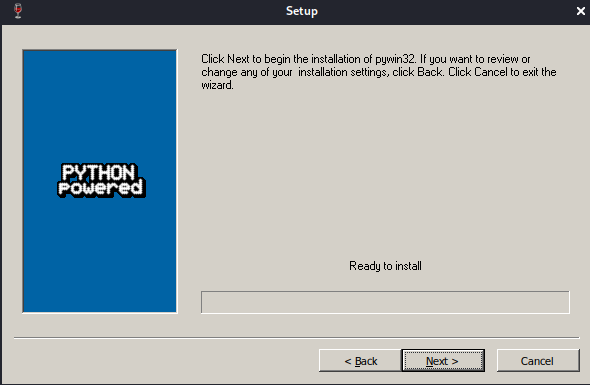 Setup
Click Next to begin the installation of pywin32. If you want to review or
change any of your installation settings, click Back. Click Cancel to exit the
wizard.
PYTHON
powered
Ready to install
< Back
Next >
Cancel